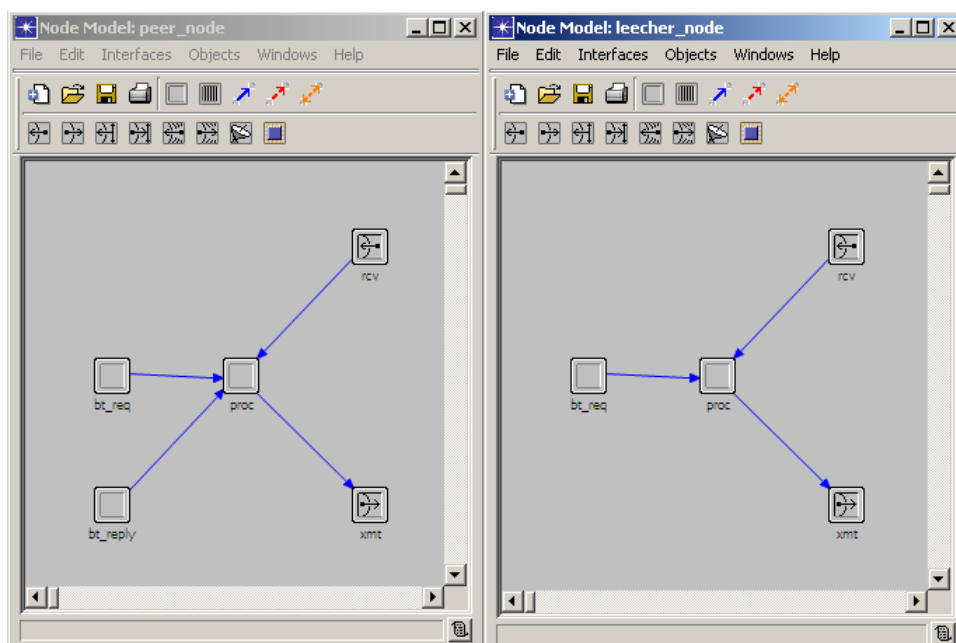 Node Model: peer_node
File Edit Interfaces Objects Windows Help
rcv
bt_req
proc
bt_reply
xmt
Node Model: leecher_node
File Edit Interfaces Objects Windows Help
rcv
bt_req
proc
xmt